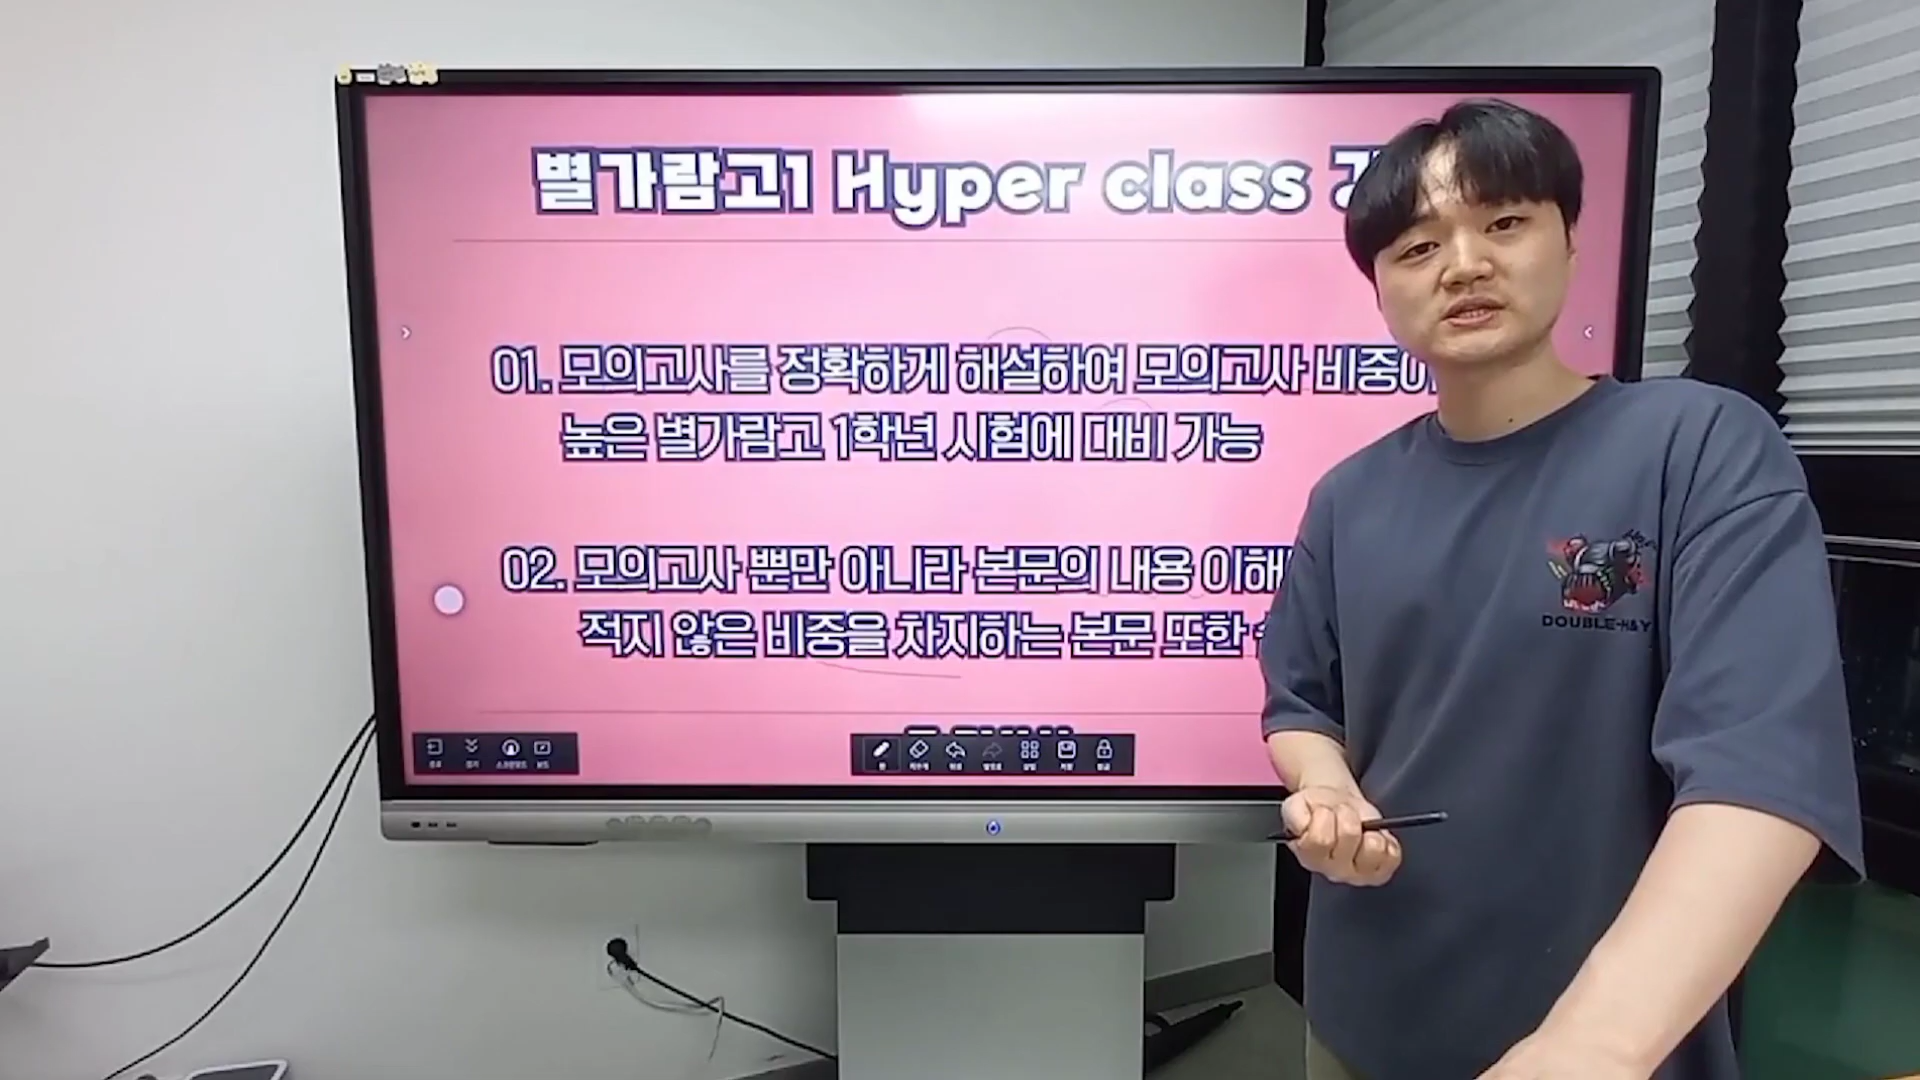 별가람고1 Hyper class
01. 모의고사를 정확하게 해설하여 모의고사 비중이
높은 별가람고 1학년 시험에 대비 가능
02. 모의고사 뿐만 아니라 본문의 내용 이해
적지 않은 비중을 차지하는 본문 또한
DOUBLE-H&Y